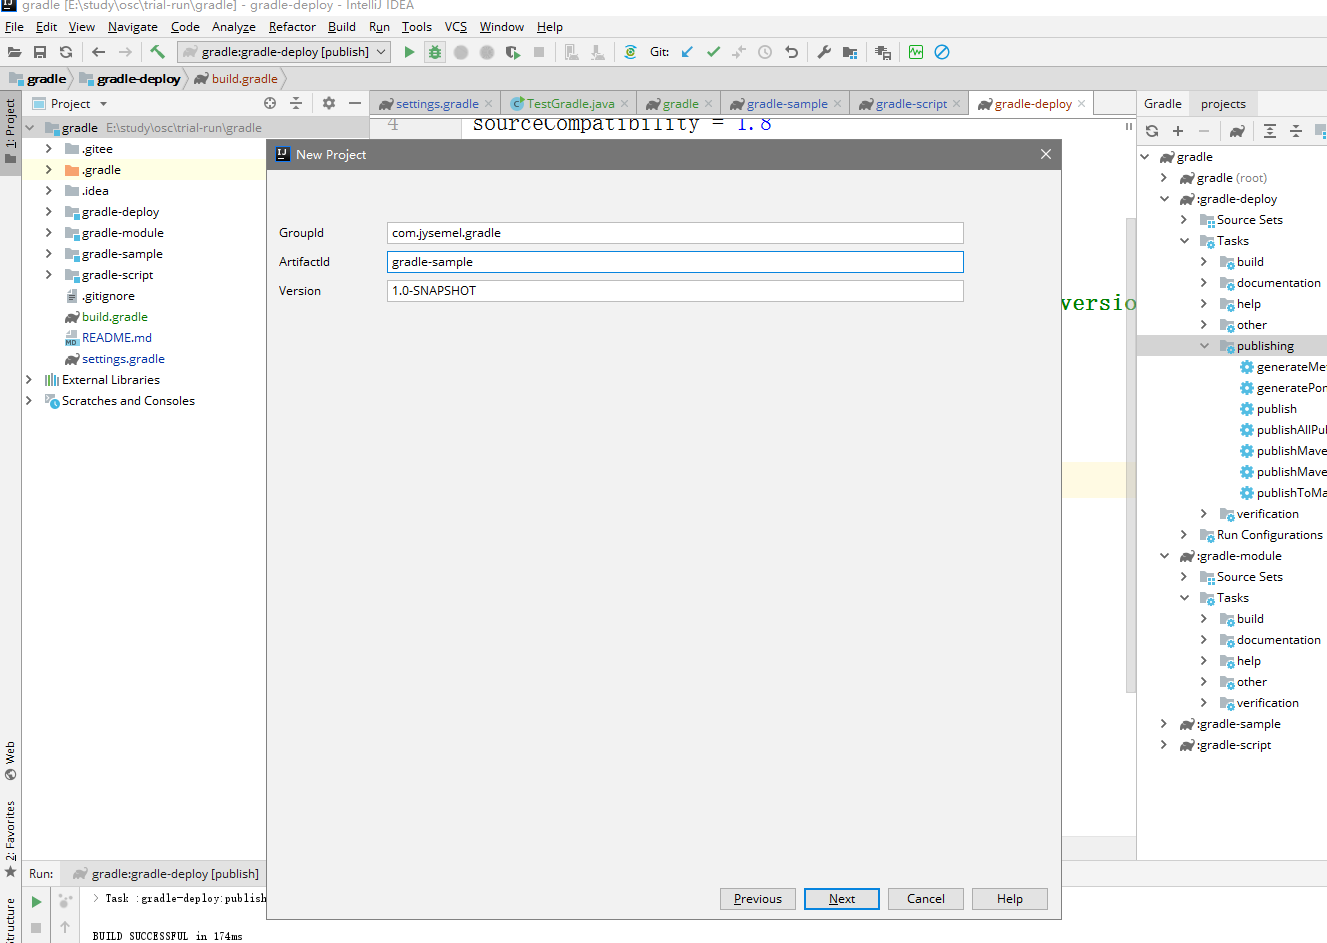 gradle [E:\study\osc\trial-run\gradle] - gradle-deploy - IntelliJ IDEA
File Edit View Navigate Code Analyze Refactor Build Run Tools VCS Window Help
gradle:gradle-deploy [publish] Git:
gradle gradle-deploy build.gradle
Project settings.gradle TestGradle.java gradle gradle-sample gradle-script gradle-deploy Gradle projects
1: Project
4 sourceCompatibility = 1.8
gradle E:\study\osc\trial-run\gradle
.gitee
.gradle
.idea
gradle-deploy
gradle-module
gradle-sample
gradle-script
.gitignore
build.gradle
README.md
settings.gradle
External Libraries
Scratches and Consoles
New Project
GroupId com.jysemel.gradle
ArtifactId gradle-sample
Version 1.0-SNAPSHOT
Previous Next Cancel Help
versio
gradle
gradle (root)
:gradle-deploy
Source Sets
Tasks
build
documentation
help
other
publishing
generateMe
generatePor
publish
publishAllPul
publishMave
publishMave
publishToMa
verification
Run Configurations
:gradle-module
Source Sets
Tasks
build
documentation
help
other
verification
:gradle-sample
:gradle-script
Web
2: Favorites
Structure
Run: gradle:gradle-deploy [publish]
> Task :gradle-deploy:publish
BUILD SUCCESSFUL in 174ms